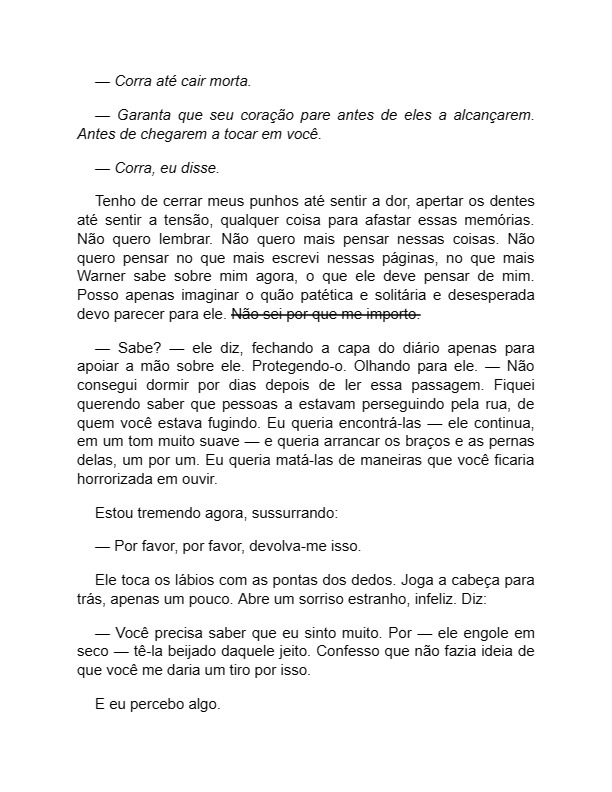 — Corra até cair morta.
— Garanta que seu coração pare antes de eles a alcançarem.
Antes de chegarem a tocar em você.
— Corra, eu disse.
Tenho de cerrar meus punhos até sentir a dor, apertar os dentes
até sentir a tensão, qualquer coisa para afastar essas memórias.
Não quero lembrar. Não quero mais pensar nessas coisas. Não
quero pensar no que mais escrevi nessas páginas, no que mais
Warner sabe sobre mim agora, o que ele deve pensar de mim.
Posso apenas imaginar o quão patética e solitária e desesperada
devo parecer para ele. Não sei por que me importo.
— Sabe? — ele diz, fechando a capa do diário apenas para
apoiar a mão sobre ele. Protegendo-o. Olhando para ele. — Não
consegui dormir por dias depois de ler essa passagem. Fiquei
querendo saber que pessoas a estavam perseguindo pela rua, de
quem você estava fugindo. Eu queria encontrá-las — ele continua,
em um tom muito suave — e queria arrancar os braços e as pernas
delas, um por um. Eu queria matá-las de maneiras que você ficaria
horrorizada em ouvir.
Estou tremendo agora, sussurrando:
— Por favor, por favor, devolva-me isso.
Ele toca os lábios com as pontas dos dedos. Joga a cabeça para
trás, apenas um pouco. Abre um sorriso estranho, infeliz. Diz:
— Você precisa saber que eu sinto muito. Por — ele engole em
seco — tê-la beijado daquele jeito. Confesso que não fazia ideia de
que você me daria um tiro por isso.
E eu percebo algo.